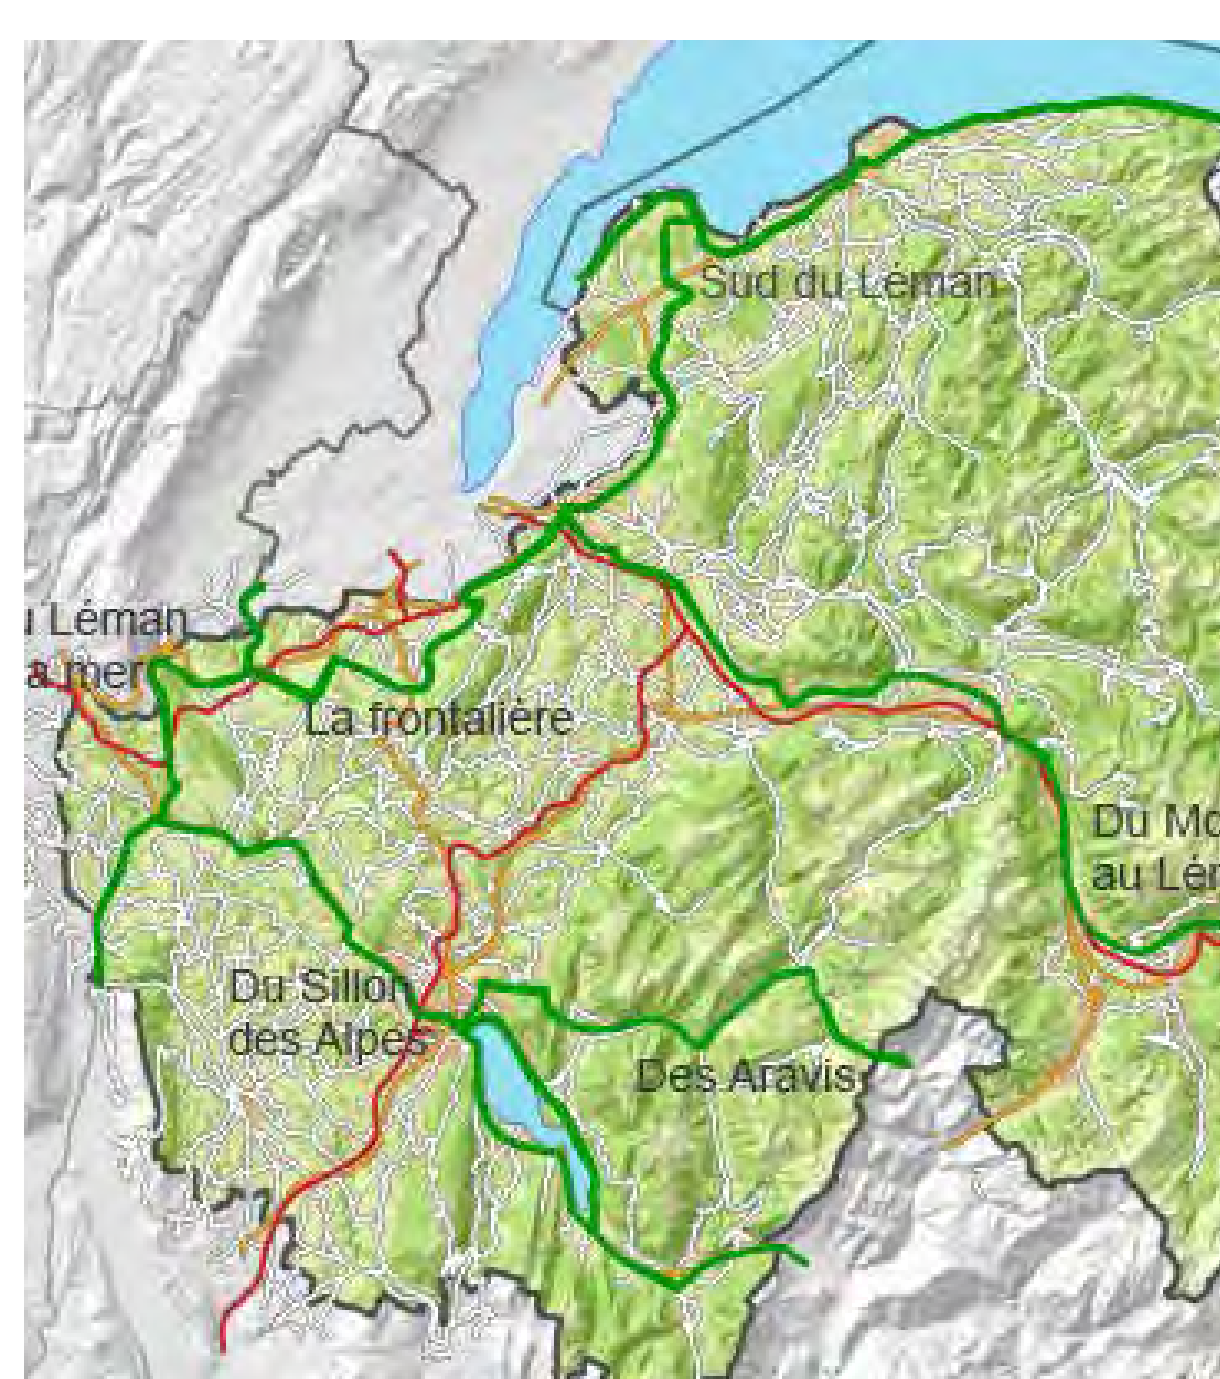 Sud du Léman
u Léman
a mer
La frontalière
Du Mo
au Lém
Du Sillon
des Alpes
Des Aravis